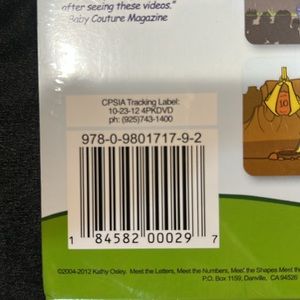 after seeing these videos."
Baby Couture Magazine
10
CPSIA Tracking Label:
10-23-12 4PKDVD
ph: (925)743-1400
978-0-9801717-9-2
1 84582 00029 7
©2004-2012 Kathy Oxley. Meet the Letters, Meet the Numbers, Meet the Shapes Meet th
P.O. Box 1159, Danville, CA 94526